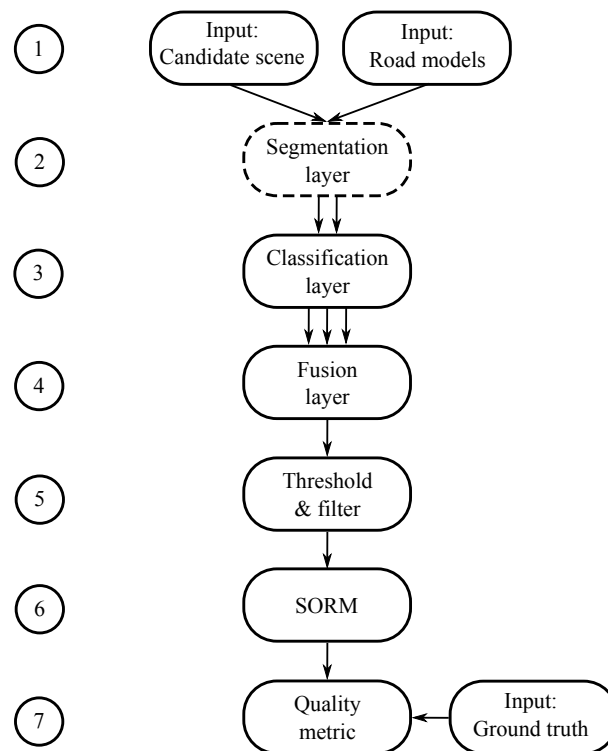 1
Input:
Candidate scene
Input:
Road models
2
Segmentation
layer
3
Classification
layer
4
Fusion
layer
5
Threshold
& filter
6
SORM
7
Quality
metric
Input:
Ground truth